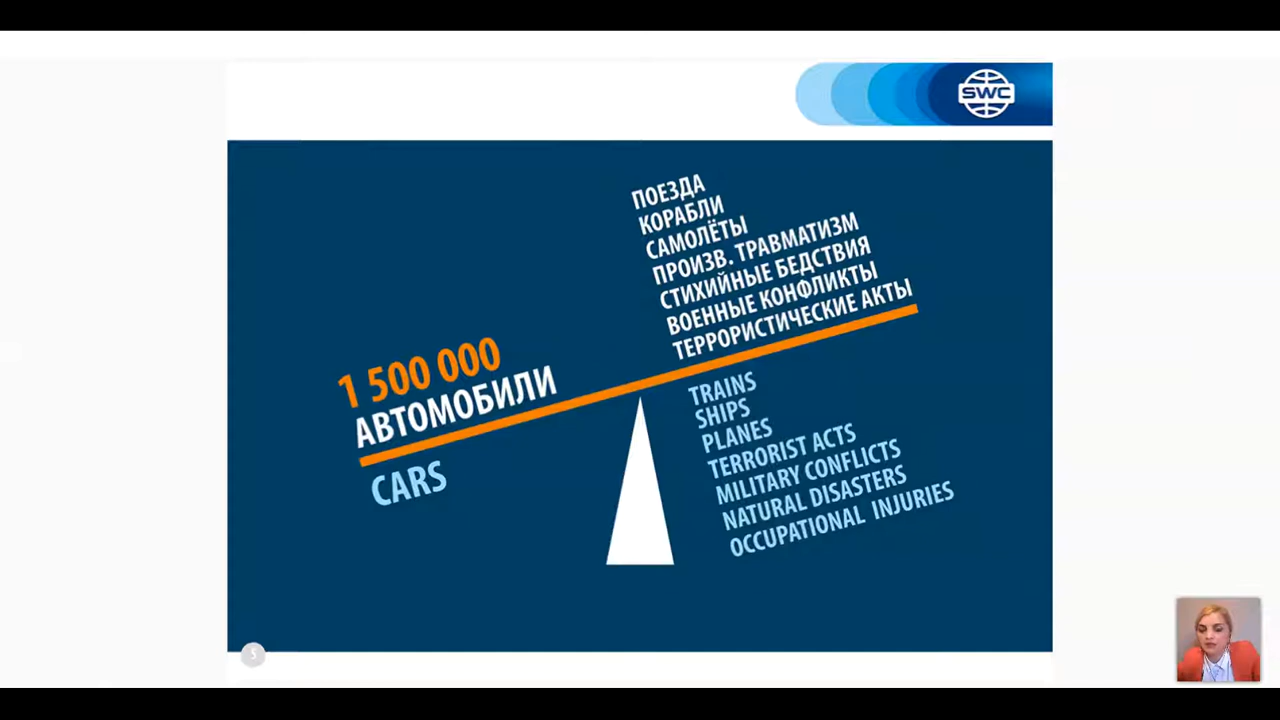 SWC
ПОЕЗДА
КОРАБЛИ
САМОЛЁТЫ
ПРОИЗВ. ТРАВМАТИЗМ
СТИХИЙНЫЕ БЕДСТВИЯ
ВОЕННЫЕ КОНФЛИКТЫ
ТЕРРОРИСТИЧЕСКИЕ АКТЫ
1 500 000
АВТОМОБИЛИ
CARS
TRAINS
SHIPS
PLANES
TERRORIST ACTS
MILITARY CONFLICTS
NATURAL DISASTERS
OCCUPATIONAL INJURIES